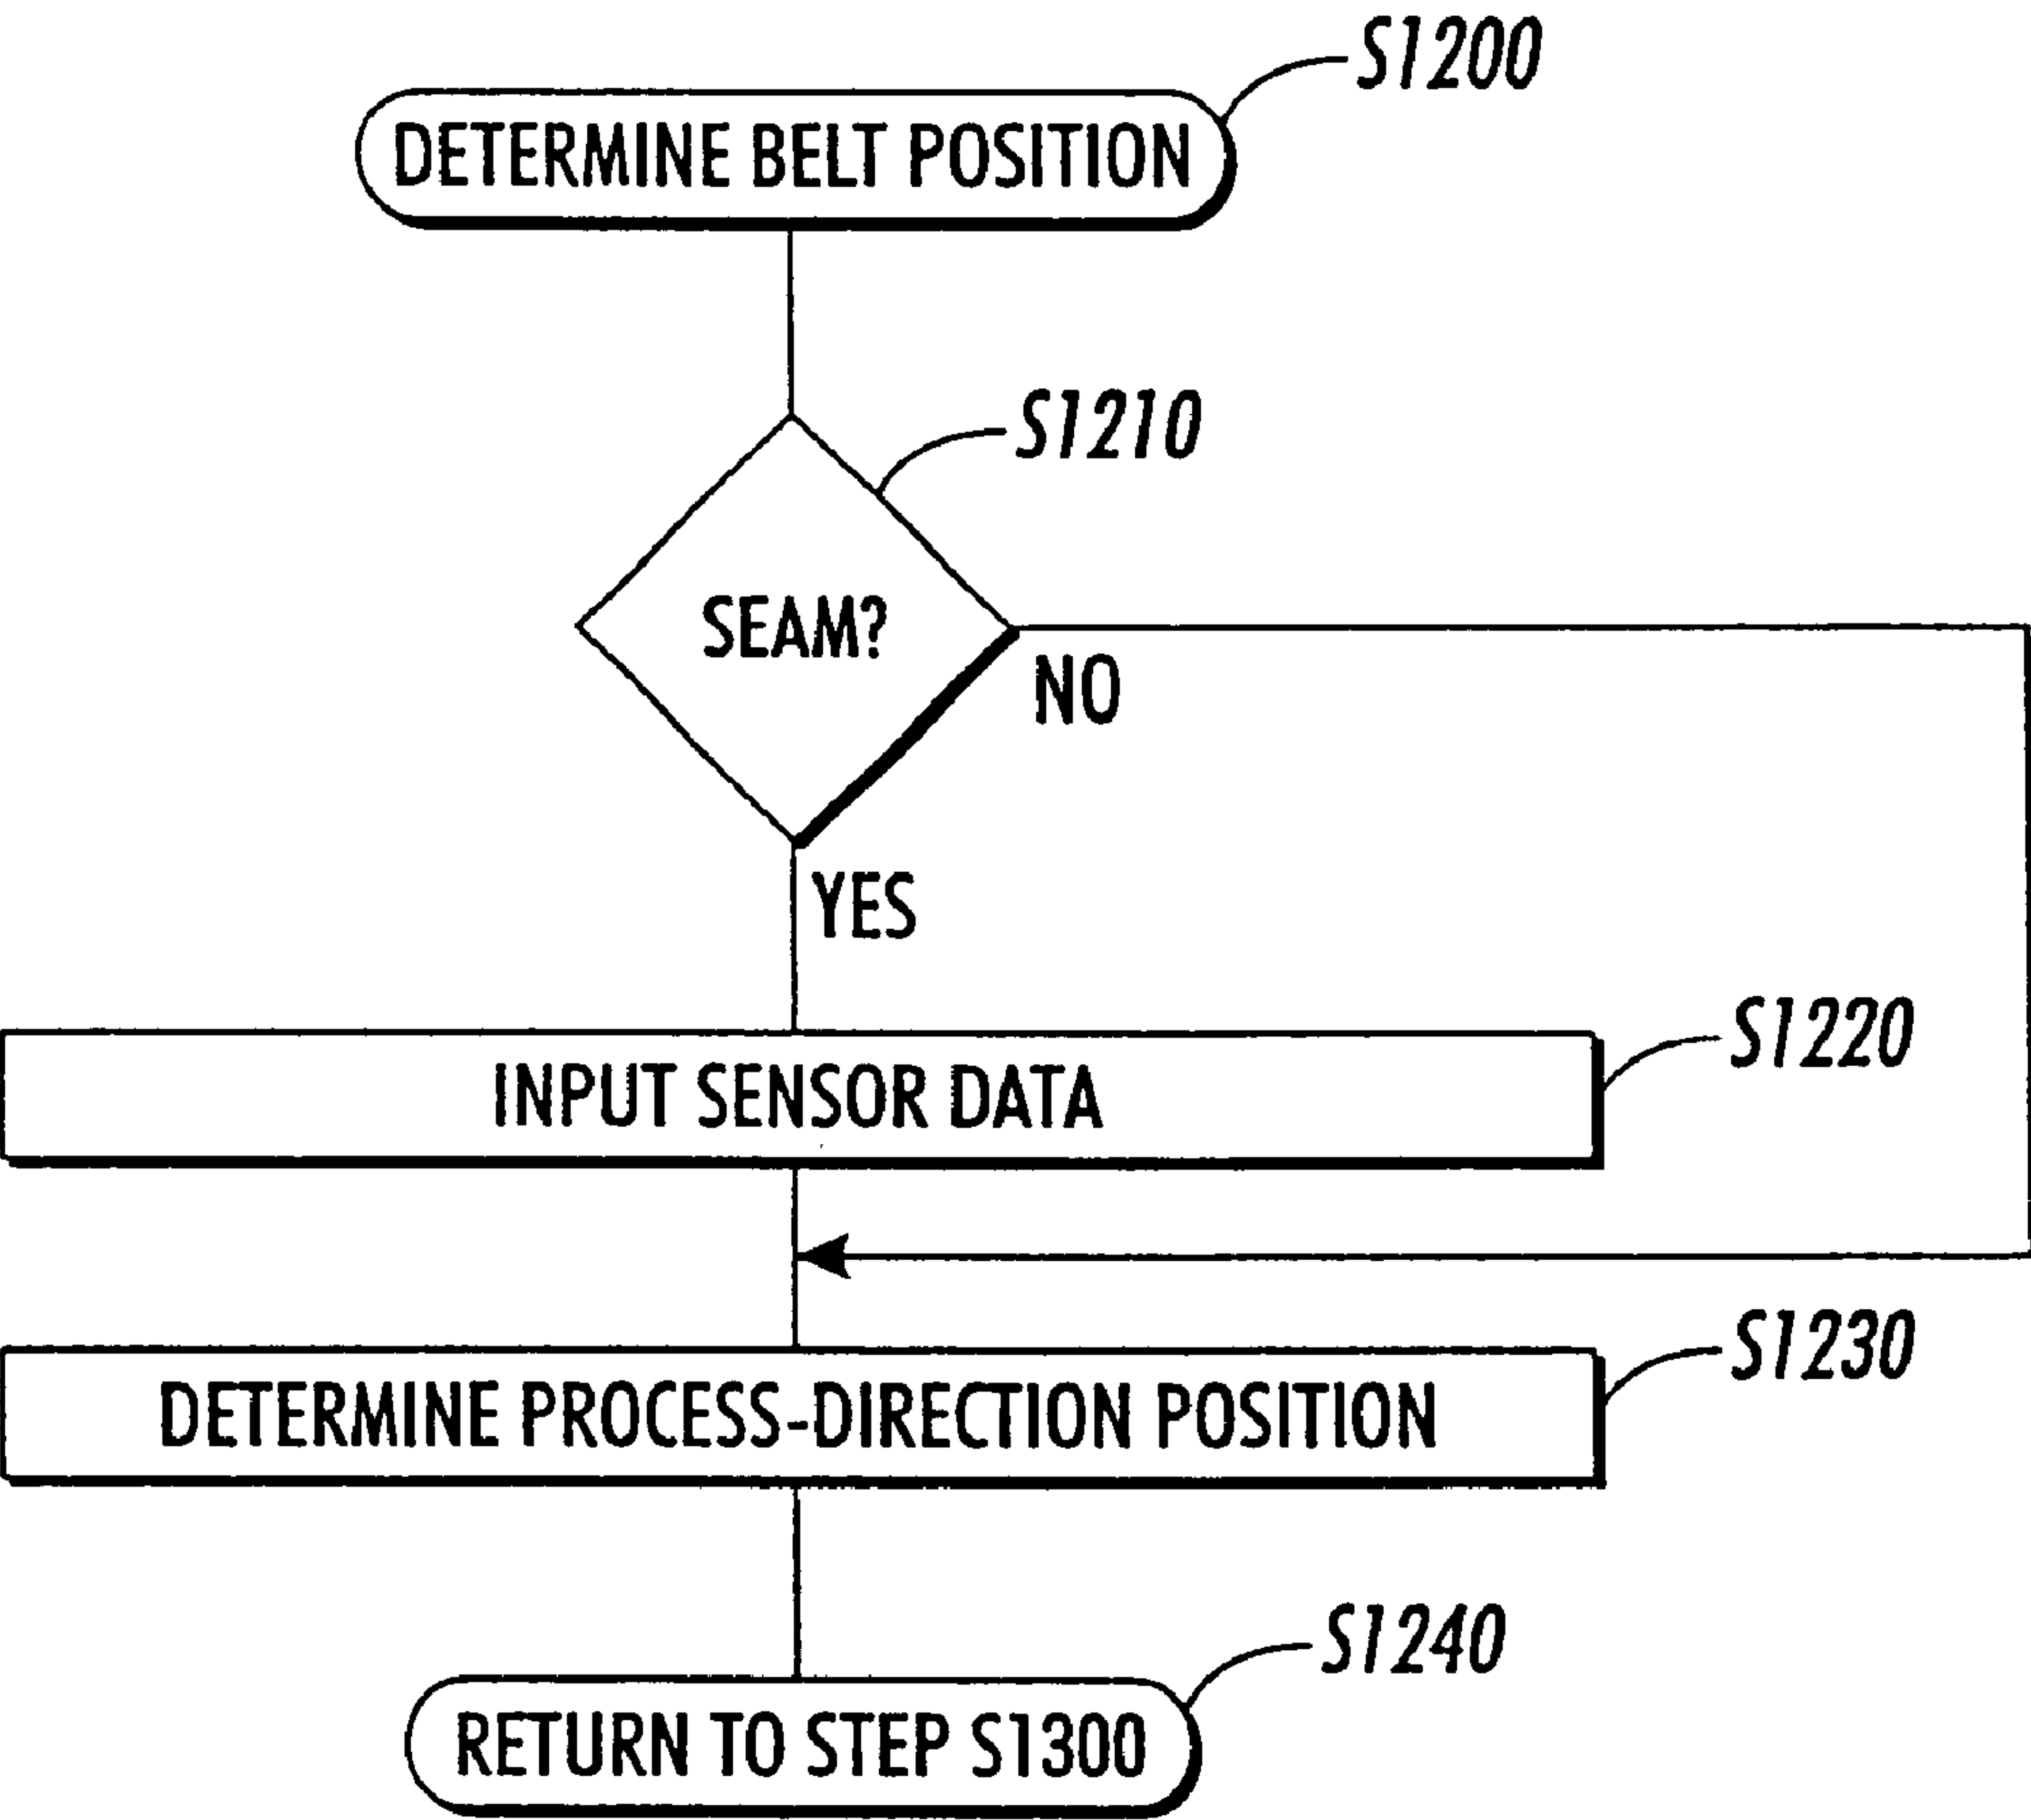 S1200
DETERMINE BELT POSITION
S1210
SEAM?
NO
YES
S1220
INPUT SENSOR DATA
S1230
DETERMINE PROCESS-DIRECTION POSITION
S1240
RETURN TO STEP S1300